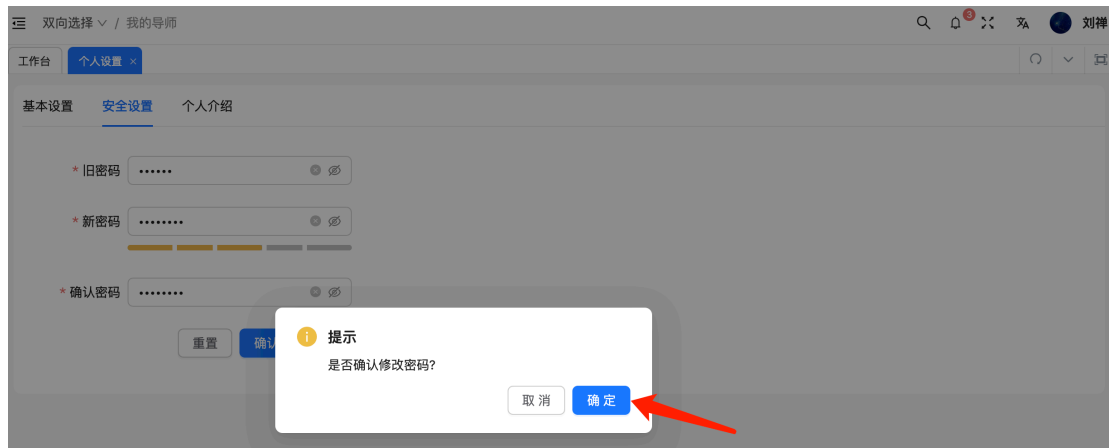 双向选择 / 我的导师
3
刘禅
工作台
个人设置 ×
基本设置 安全设置 个人介绍
* 旧密码 ••••••
* 新密码 ••••••••
* 确认密码 ••••••••
重置
确认
提示
是否确认修改密码?
取 消
确 定